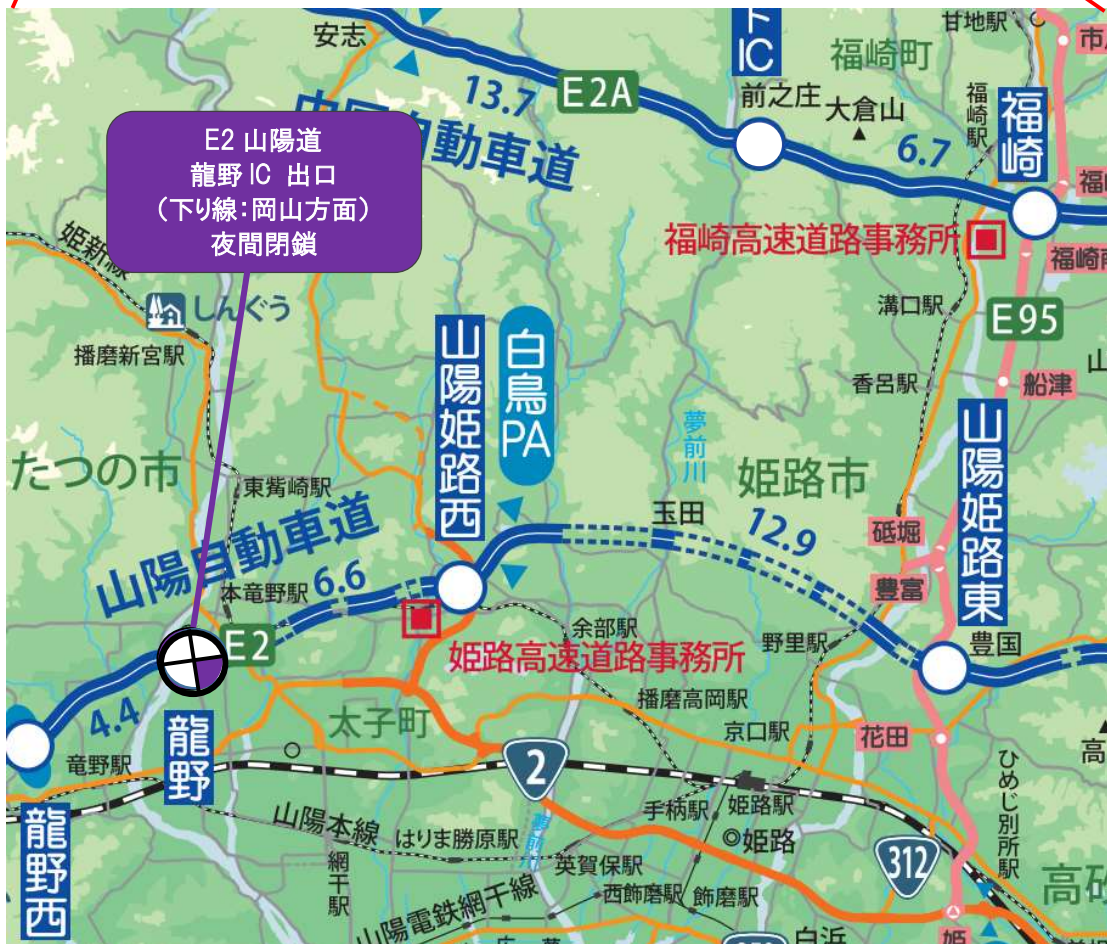 安志
13.7
E2A
中国自動車道
下IC
前之庄
大倉山
福崎町
甘地駅
市川
6.7
福崎駅
福崎
福崎高速道路事務所
E2 山陽道
龍野 IC 出口
(下り線:岡山方面)
夜間閉鎖
姫新線
しんぐう
播磨新宮駅
溝口駅
E95
船津
香呂駅
山陽姫路西
白鳥PA
夢前川
姫路市
山陽姫路東
たつの市
東觜崎駅
玉田
12.9
砥堀
豊富
山陽自動車道
本竜野駅
6.6
E2
余部駅
野里駅
豊国
姫路高速道路事務所
播磨高岡駅
京口駅
花田
4.4
龍野
太子町
竜野駅
2
手柄駅
姫路駅
姫路
ひめじ別所駅
龍野西
山陽本線
はりま勝原駅
網干駅
英賀保駅
312
西飾磨駅
飾磨駅
山陽電鉄網干線
白浜
高砂